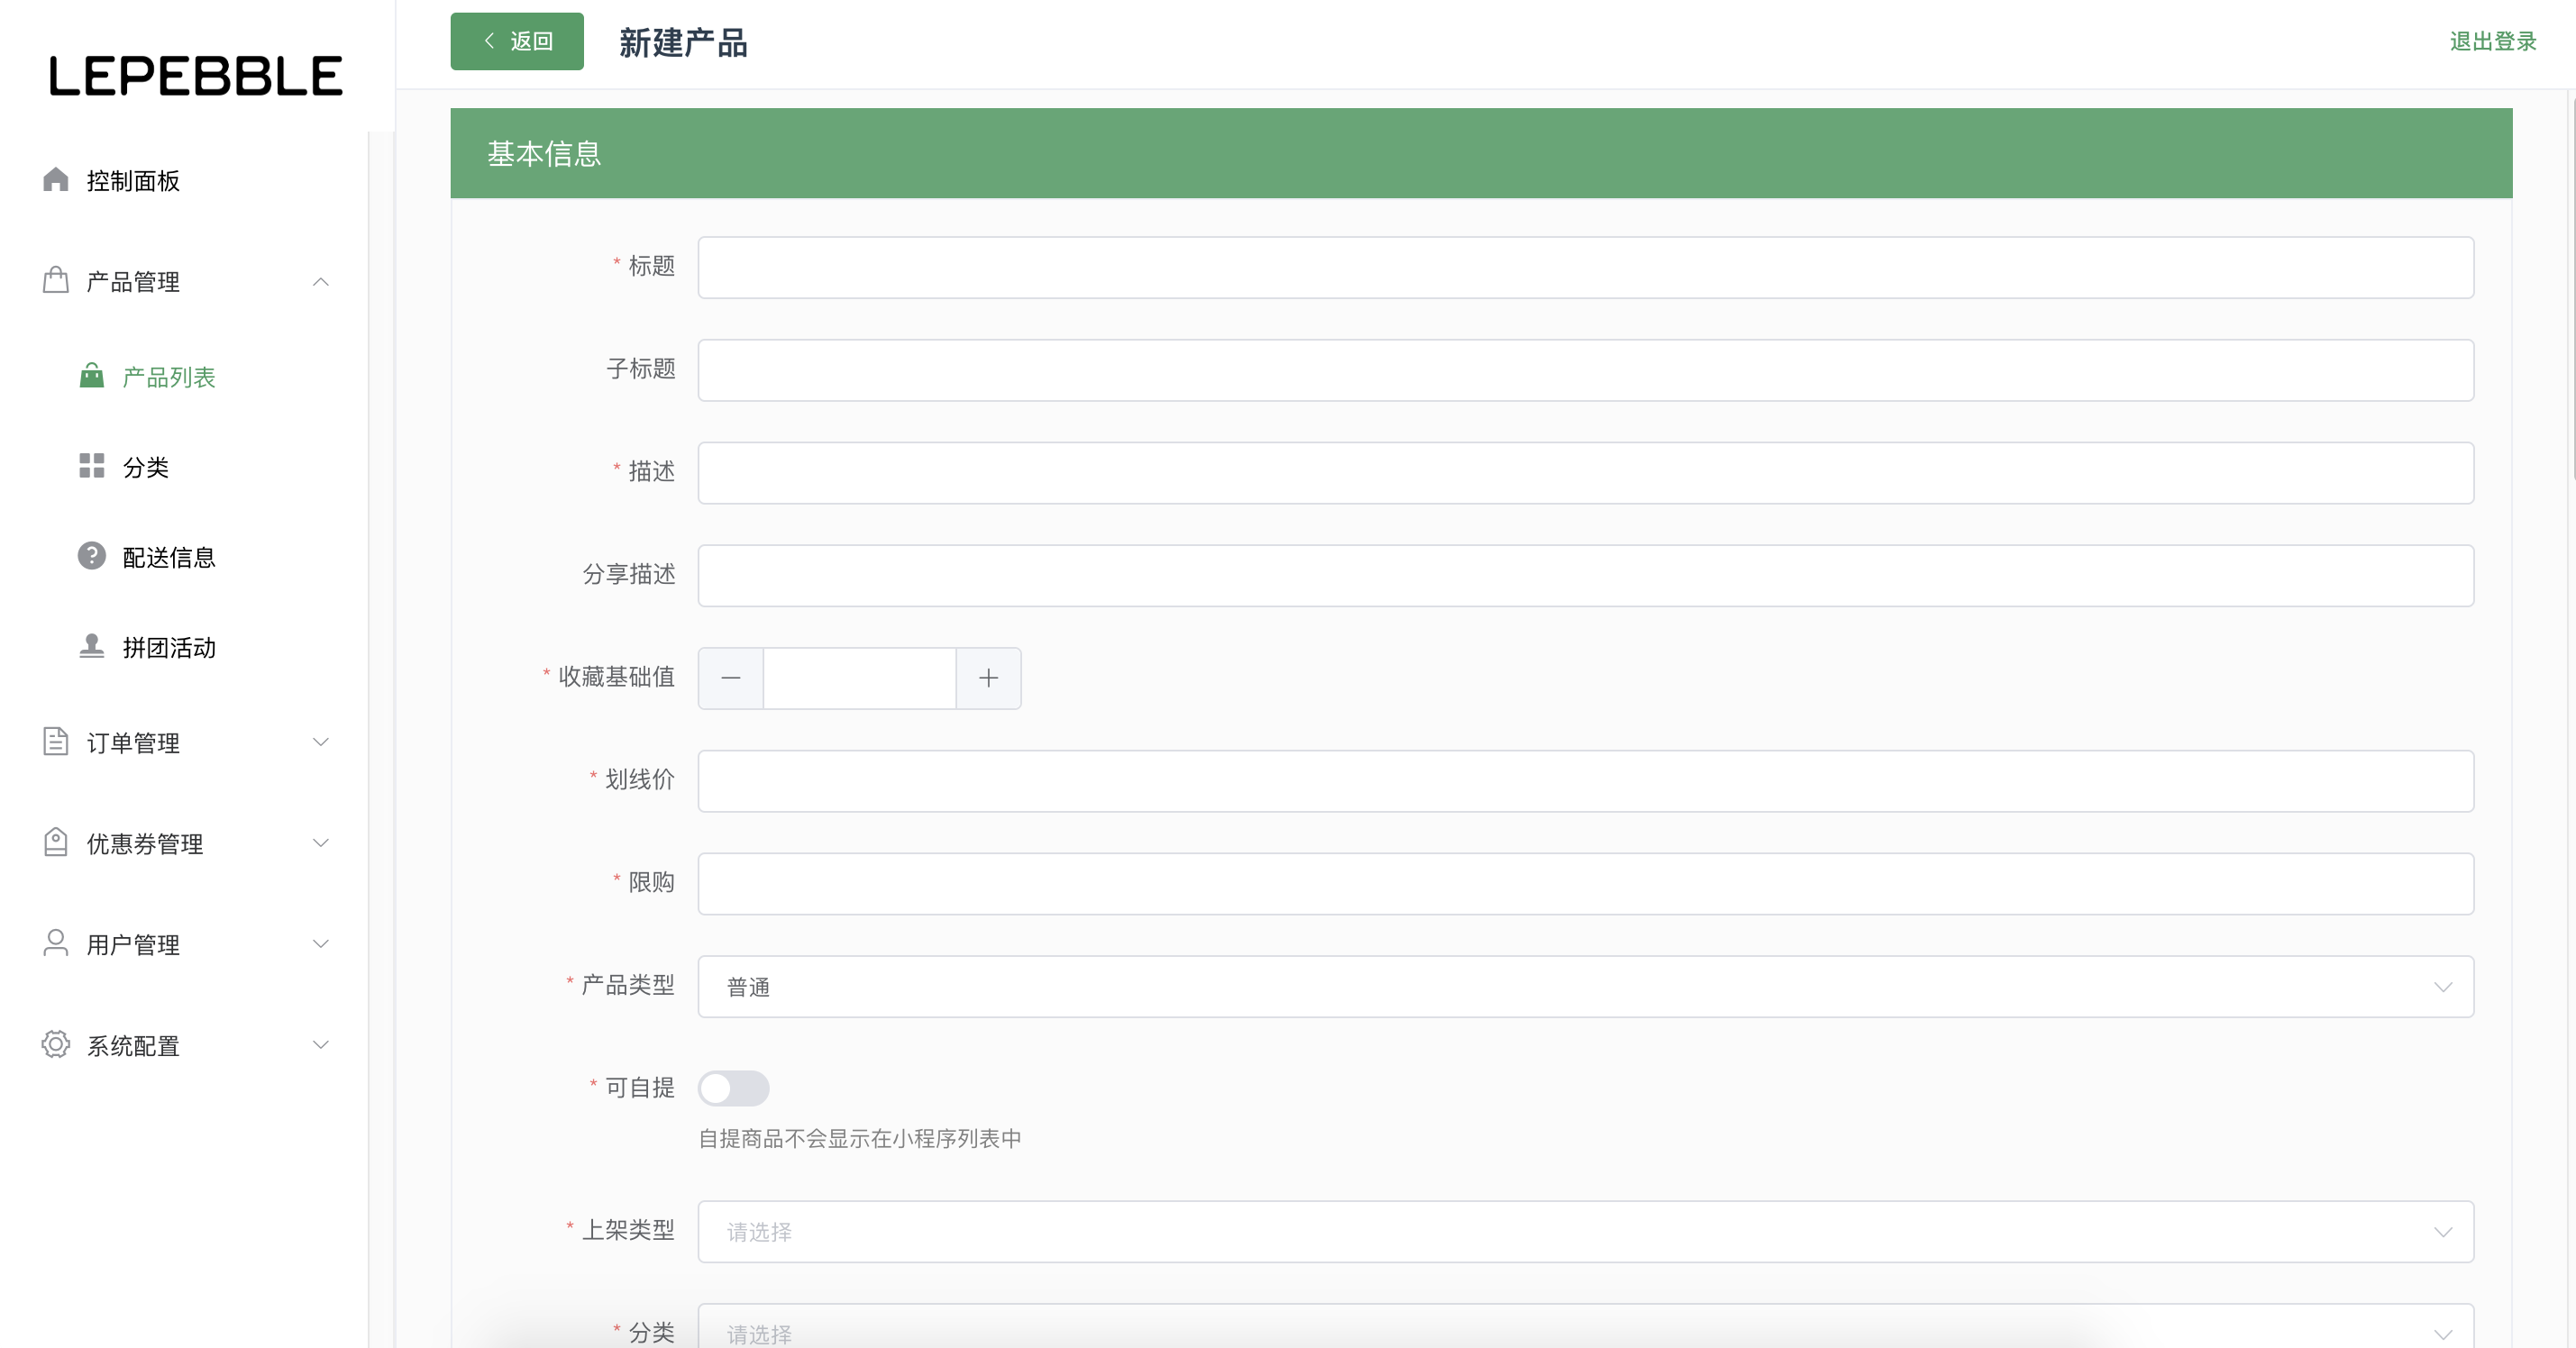 LEPEBBLE
控制面板
产品管理
产品列表
分类
配送信息
拼团活动
订单管理
优惠券管理
用户管理
系统配置
返回
新建产品
退出登录
基本信息
* 标题
子标题
* 描述
分享描述
* 收藏基础值
* 划线价
* 限购
* 产品类型 普通
* 可自提
自提商品不会显示在小程序列表中
* 上架类型 请选择
* 分类 请选择